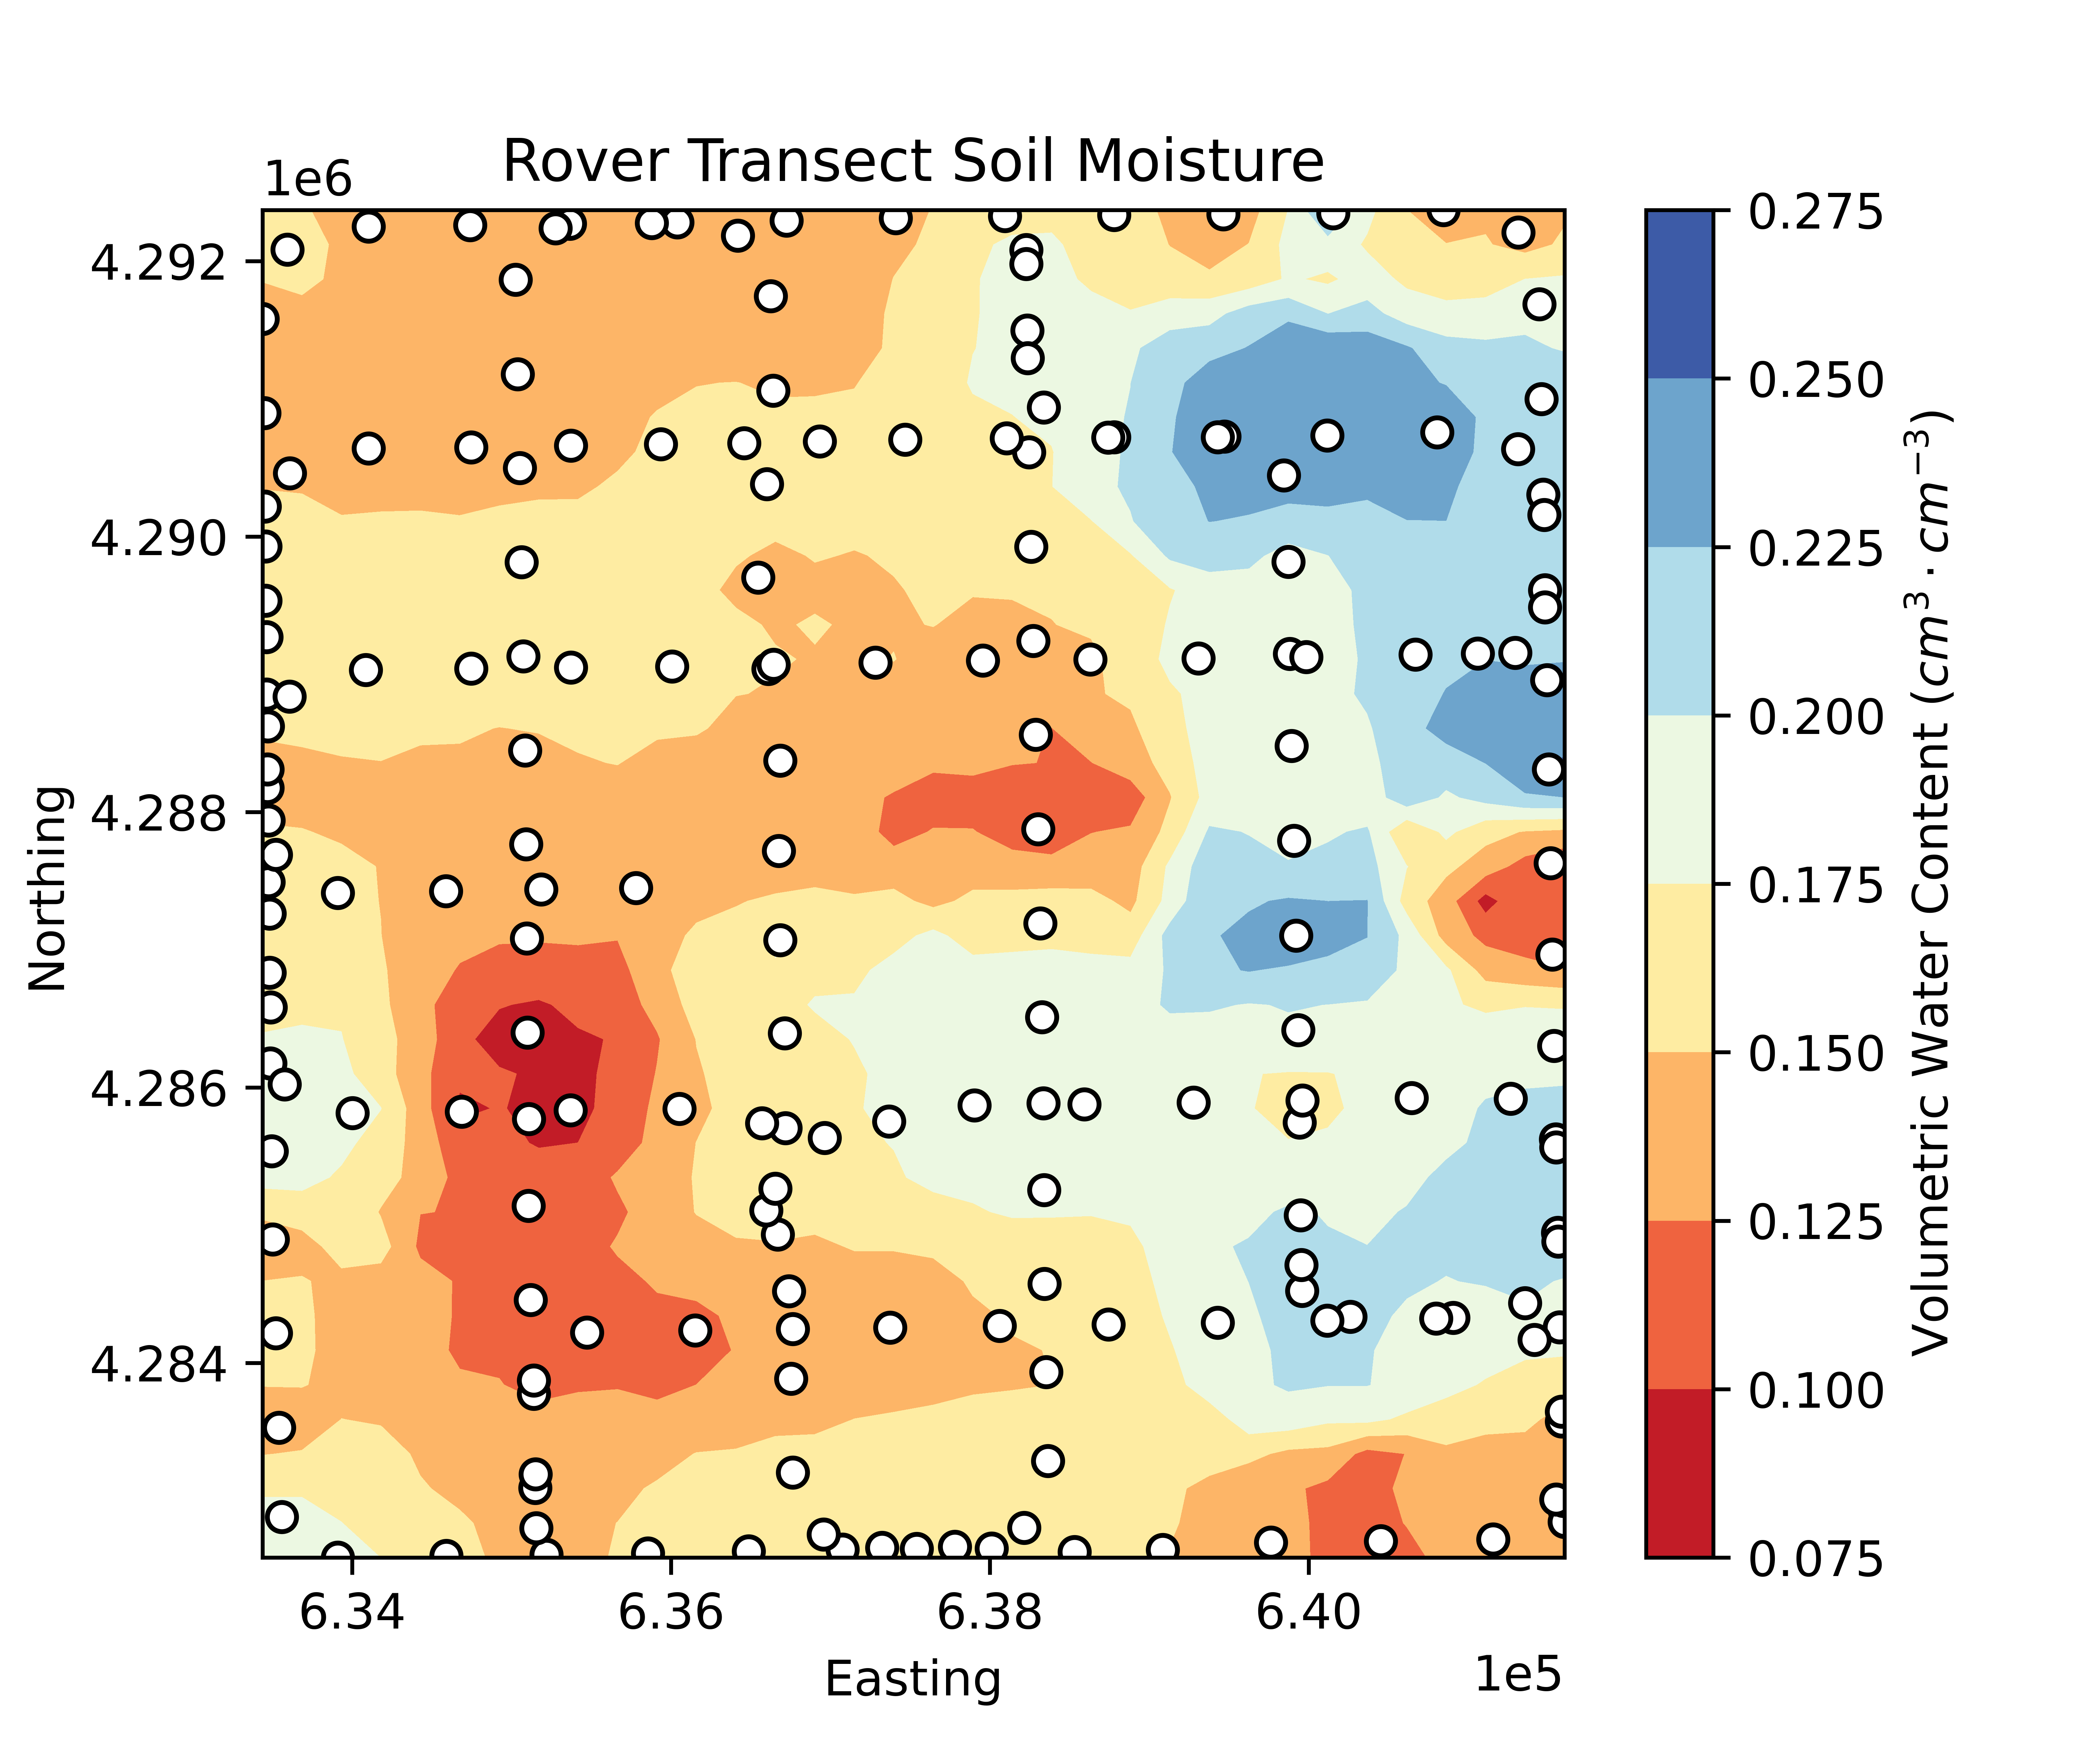 Rover Transect Soil Moisture
1e6
4.292
4.290
4.288
4.286
4.284
Northing
6.34 6.36 6.38 6.40
1e5
Easting
0.275
0.250
0.225
0.200
0.175
0.150
0.125
0.100
0.075
Volumetric Water Content (cm³ · cm⁻³)